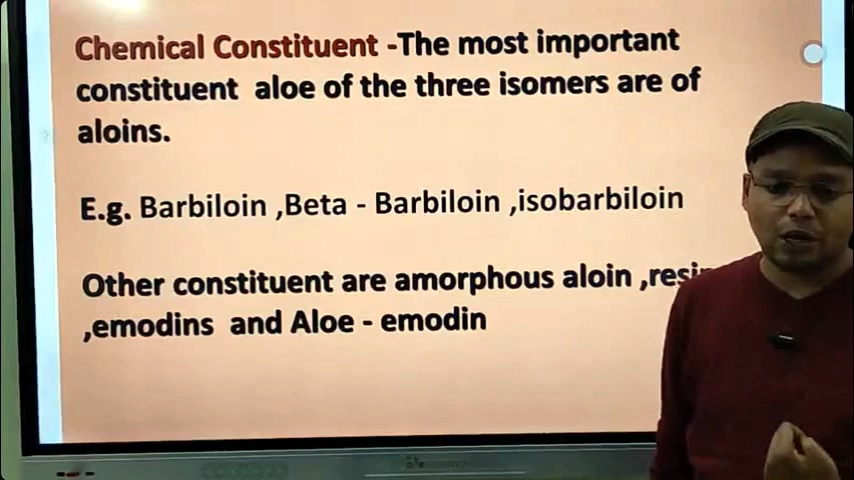 Chemical Constituent -The most important
constituent aloe of the three isomers are of
aloins.
E.g. Barbiloin ,Beta - Barbiloin ,isobarbiloin
Other constituent are amorphous aloin ,resin
,emodins and Aloe - emodin